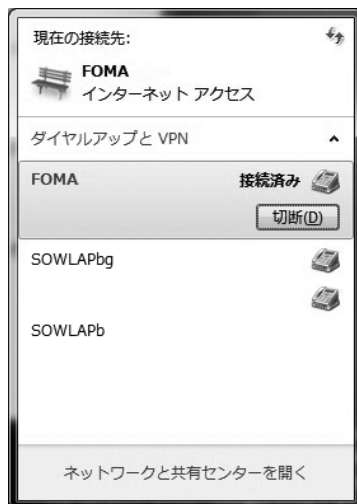 現在の接続先:
FOMA
インターネット アクセス
ダイヤルアップと VPN
FOMA 接続済み
切断(D)
SOWLAPbg
SOWLAPb
ネットワークと共有センターを開く